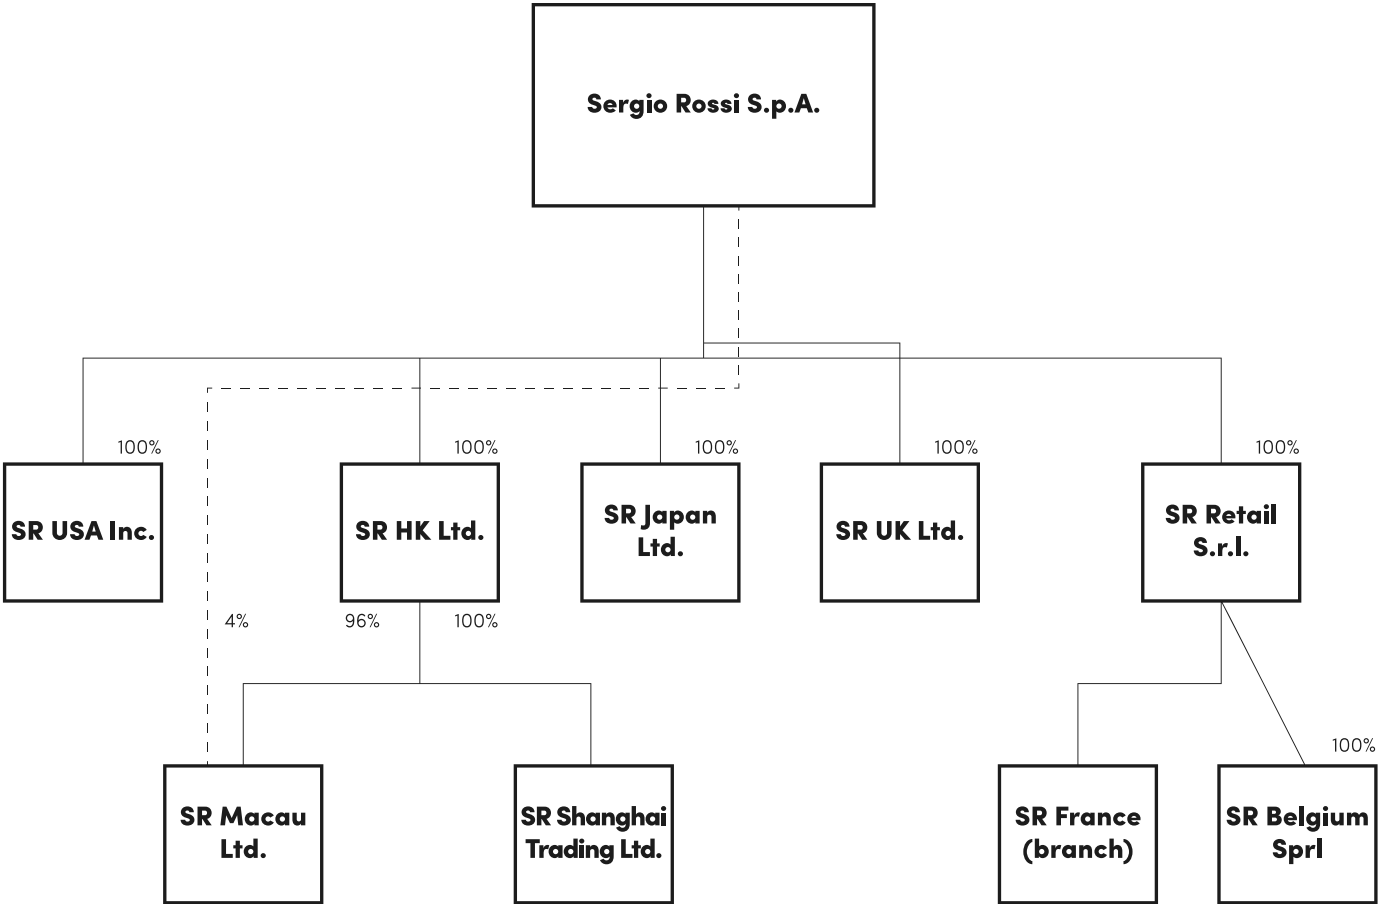 Sergio Rossi S.p.A.
100%
100%
100%
100%
100%
SR USA Inc.
SR HK Ltd.
SR Japan
Ltd.
SR UK Ltd.
SR Retail
S.r.l.
4%
96%
100%
100%
SR Macau
Ltd.
SR Shanghai
Trading Ltd.
SR France
(branch)
SR Belgium
Sprl